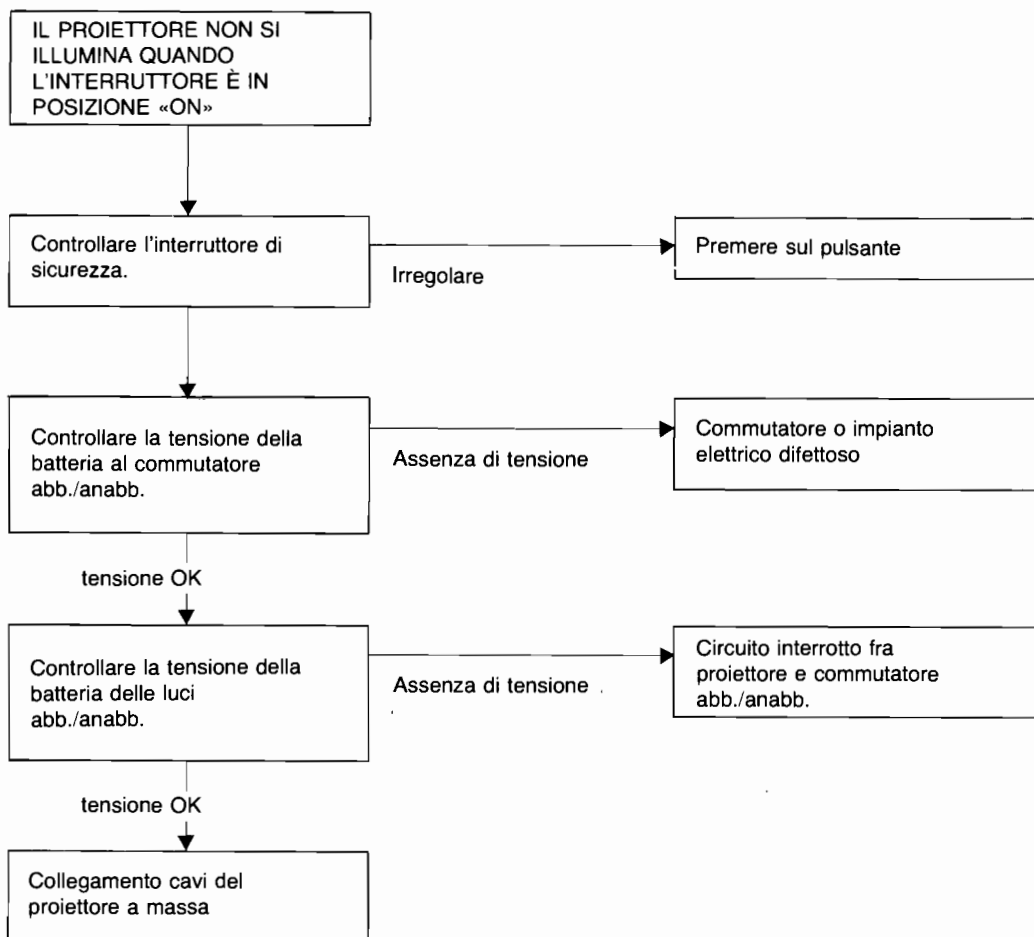 IL PROIETTORE NON SI
ILLUMINA QUANDO
L'INTERRUTTORE È IN
POSIZIONE «ON»
Controllare l'interruttore di
sicurezza.
Irregolare
Premere sul pulsante
Controllare la tensione della
batteria al commutatore
abb./anabb.
Assenza di tensione
Commutatore o impianto
elettrico difettoso
tensione OK
Controllare la tensione della
batteria delle luci
abb./anabb.
Assenza di tensione
Circuito interrotto fra
proiettore e commutatore
abb./anabb.
tensione OK
Collegamento cavi del
proiettore a massa